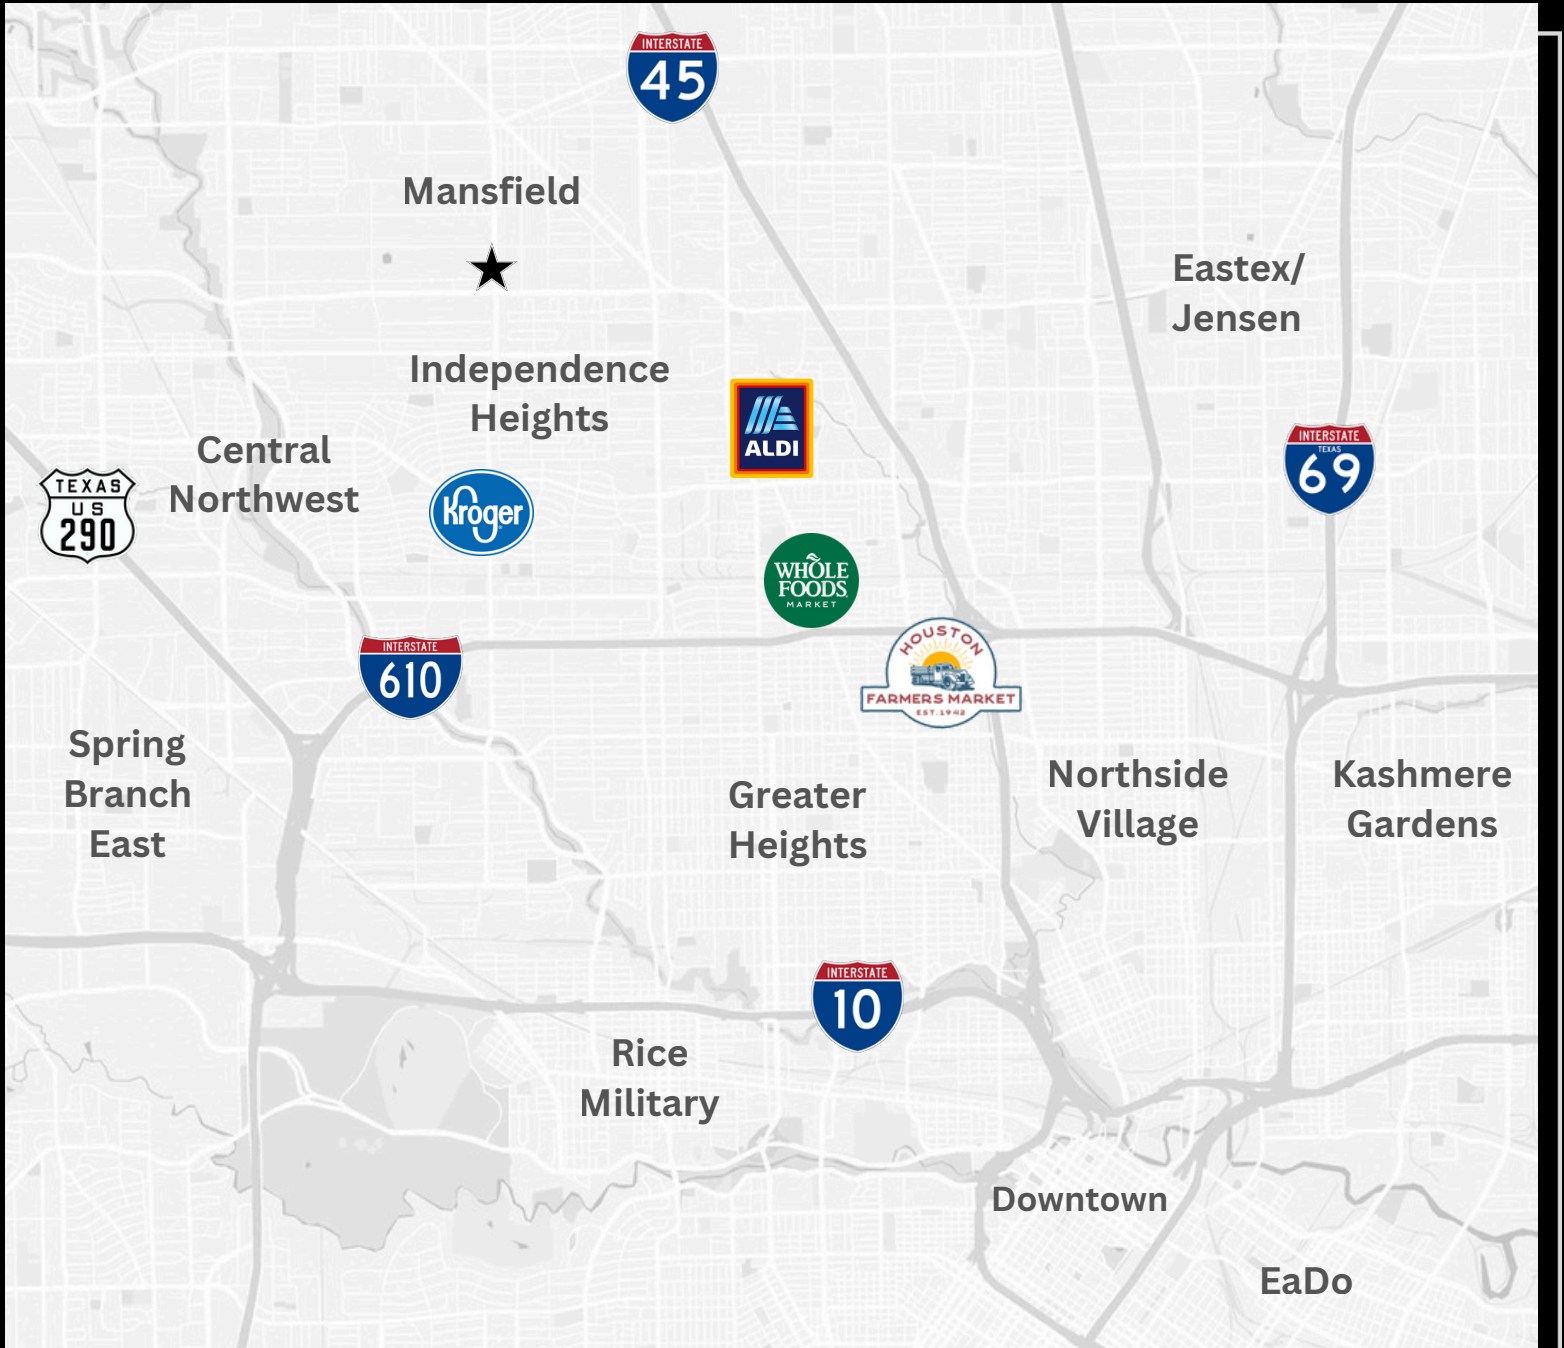 INTERSTATE
45
Mansfield
Eastex/
Jensen
Independence
Heights
ALDI
Central
Northwest
INTERSTATE
TEXAS
69
TEXAS
US
290
Kroger
WHOLE
FOODS
MARKET
INTERSTATE
610
HOUSTON
FARMERS MARKET
EST. 1942
Spring
Branch
East
Greater
Heights
Northside
Village
Kashmere
Gardens
INTERSTATE
10
Rice
Military
Downtown
EaDo